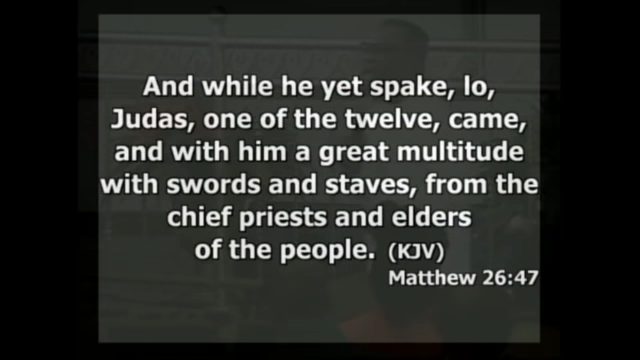 And while he yet spake, lo,
Judas, one of the twelve, came,
and with him a great multitude
with swords and staves, from the
chief priests and elders
of the people. (KJV)
Matthew 26:47